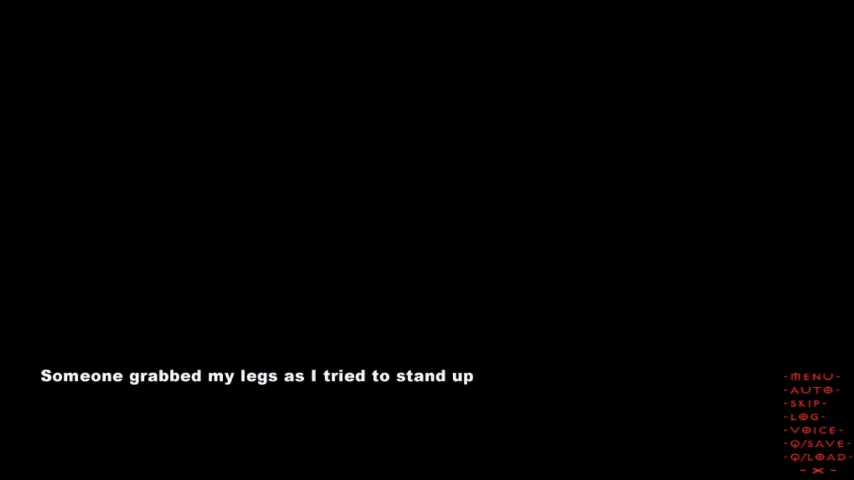 Someone grabbed my legs as I tried to stand up
-MENU-
-AUTO-
-SKIP-
-LOG-
-VOICE-
-Q/SAVE-
-Q/LOAD-
- X -